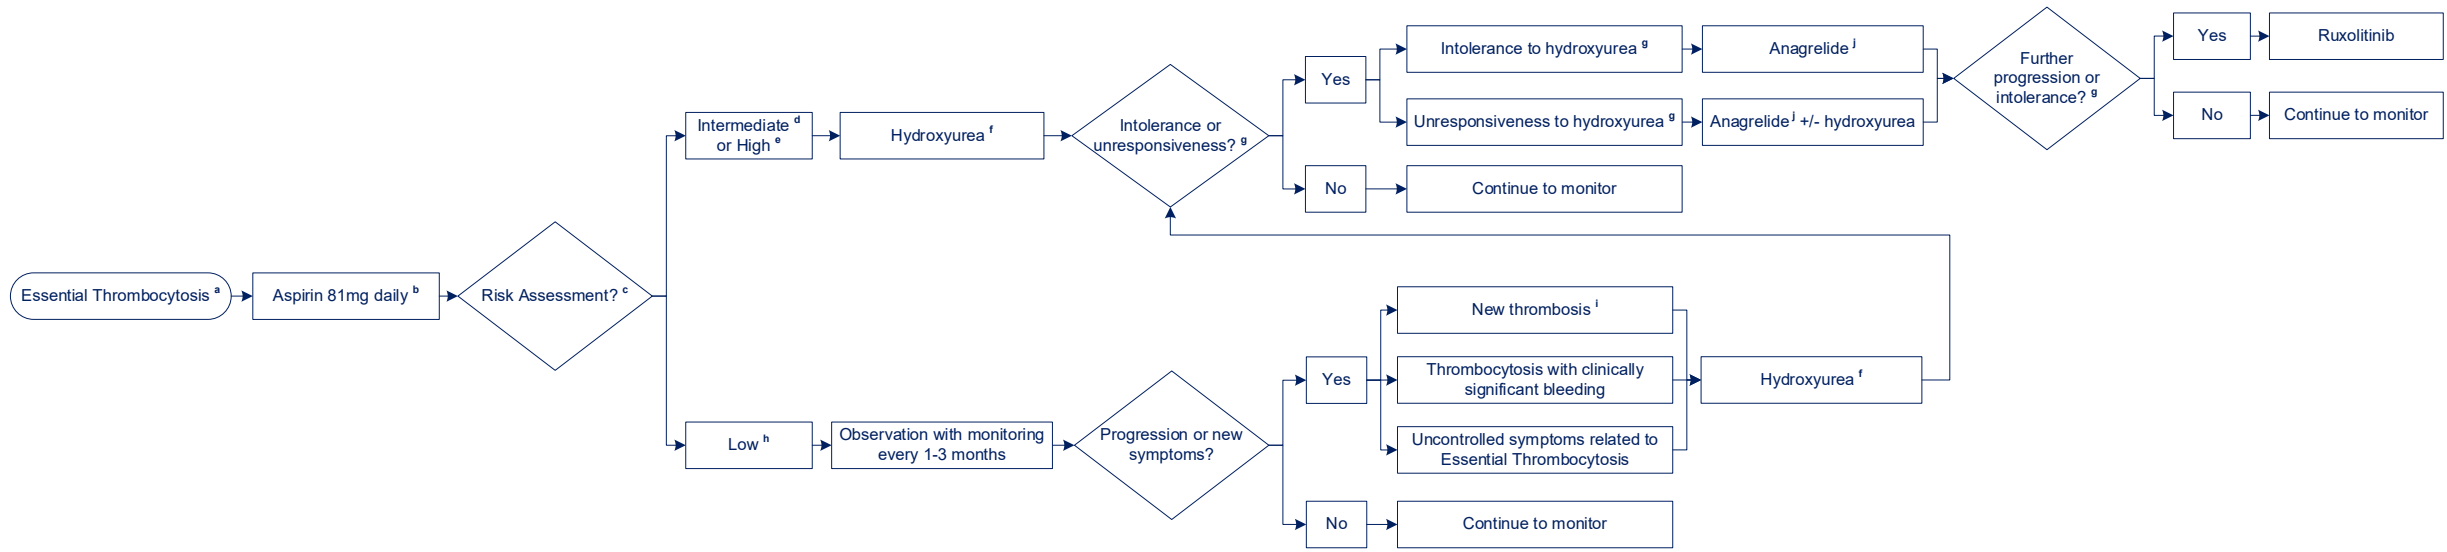 Essential Thrombocytosis a
Aspirin 81mg daily b
Risk Assessment? c
Intermediate d
or High e
Hydroxyurea f
Intolerance or
unresponsiveness? g
Yes
Intolerance to hydroxyurea g
Anagrelide j
Unresponsiveness to hydroxyurea g
Anagrelide j +/- hydroxyurea
Further
progression or
intolerance? g
Yes
Ruxolitinib
No
Continue to monitor
No
Continue to monitor
Low h
Observation with monitoring
every 1-3 months
Progression or new
symptoms?
Yes
New thrombosis i
Thrombocytosis with clinically
significant bleeding
Uncontrolled symptoms related to
Essential Thrombocytosis
Hydroxyurea f
No
Continue to monitor